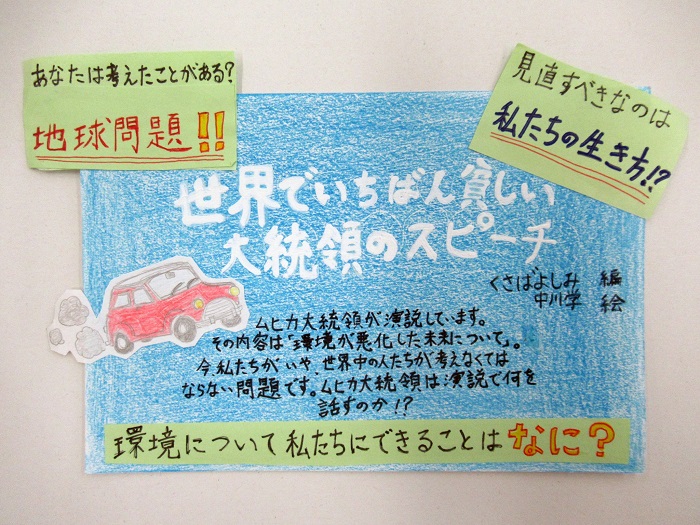 あなたは考えたことがある?
地球問題!!
見直すべきなのは
私たちの生き方!?
世界でいちばん貧しい
大統領のスピーチ
くさばよしみ 編
中川学 絵
ムヒカ大統領が演説しています。
その内容は「環境が悪化した未来について」。
今、私たちがいや、世界中の人たちが考えなくては
ならない問題です。ムヒカ大統領は演説で何を
話すのか!?
環境について私たちにできることはなに?